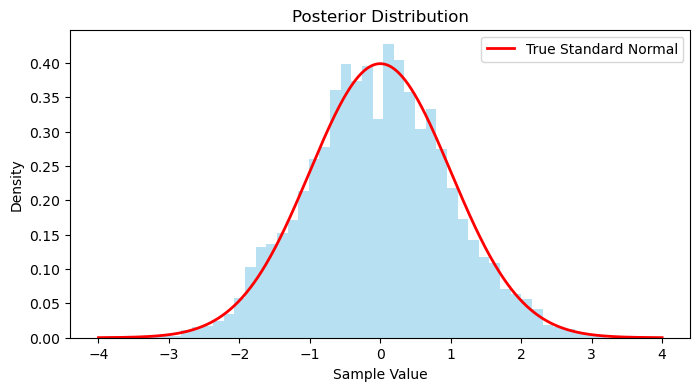 Posterior Distribution
True Standard Normal
Density
0.40
0.35
0.30
0.25
0.20
0.15
0.10
0.05
0.00
−4 −3 −2 −1 0 1 2 3 4
Sample Value